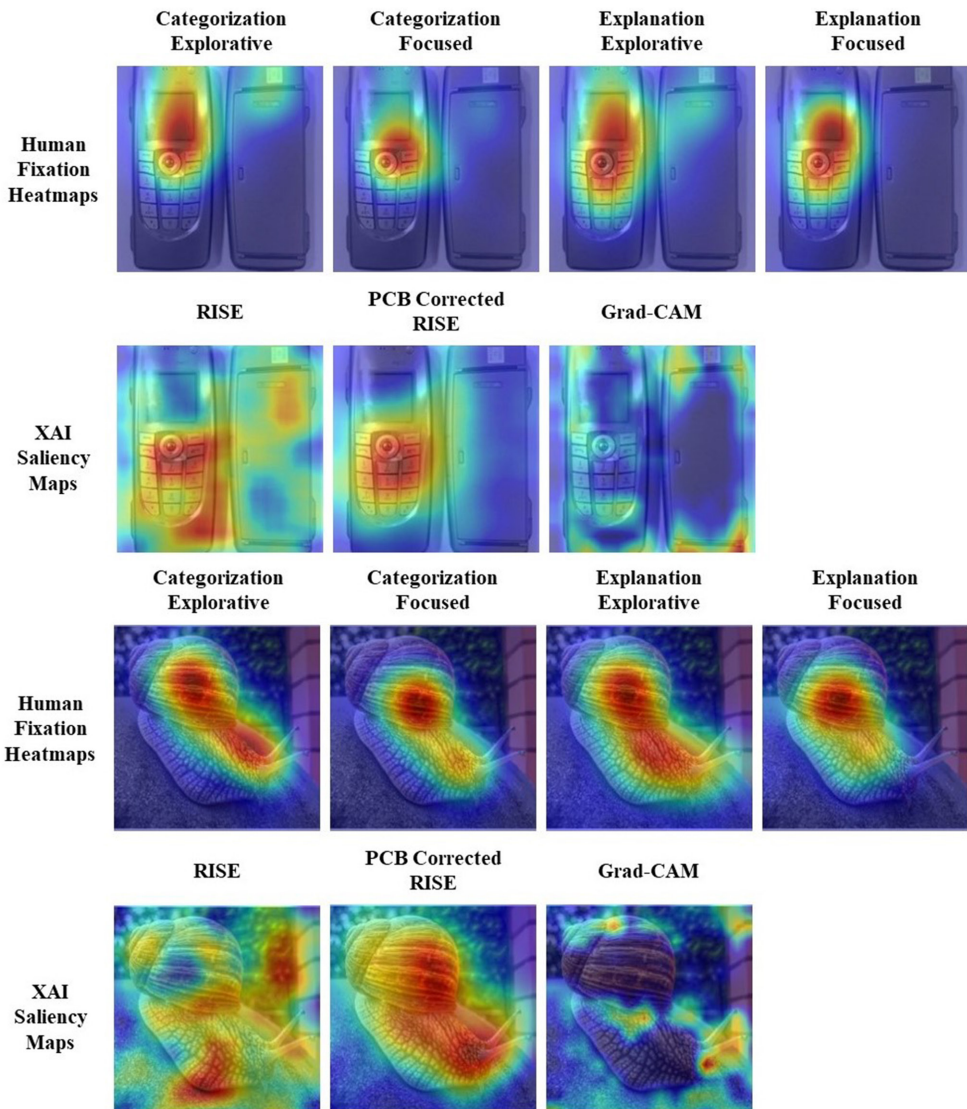 Categorization Explorative
Categorization Focused
Explanation Explorative
Explanation Focused
Human Fixation Heatmaps
RISE
PCB Corrected RISE
Grad-CAM
XAI Saliency Maps
Categorization Explorative
Categorization Focused
Explanation Explorative
Explanation Focused
Human Fixation Heatmaps
RISE
PCB Corrected RISE
Grad-CAM
XAI Saliency Maps